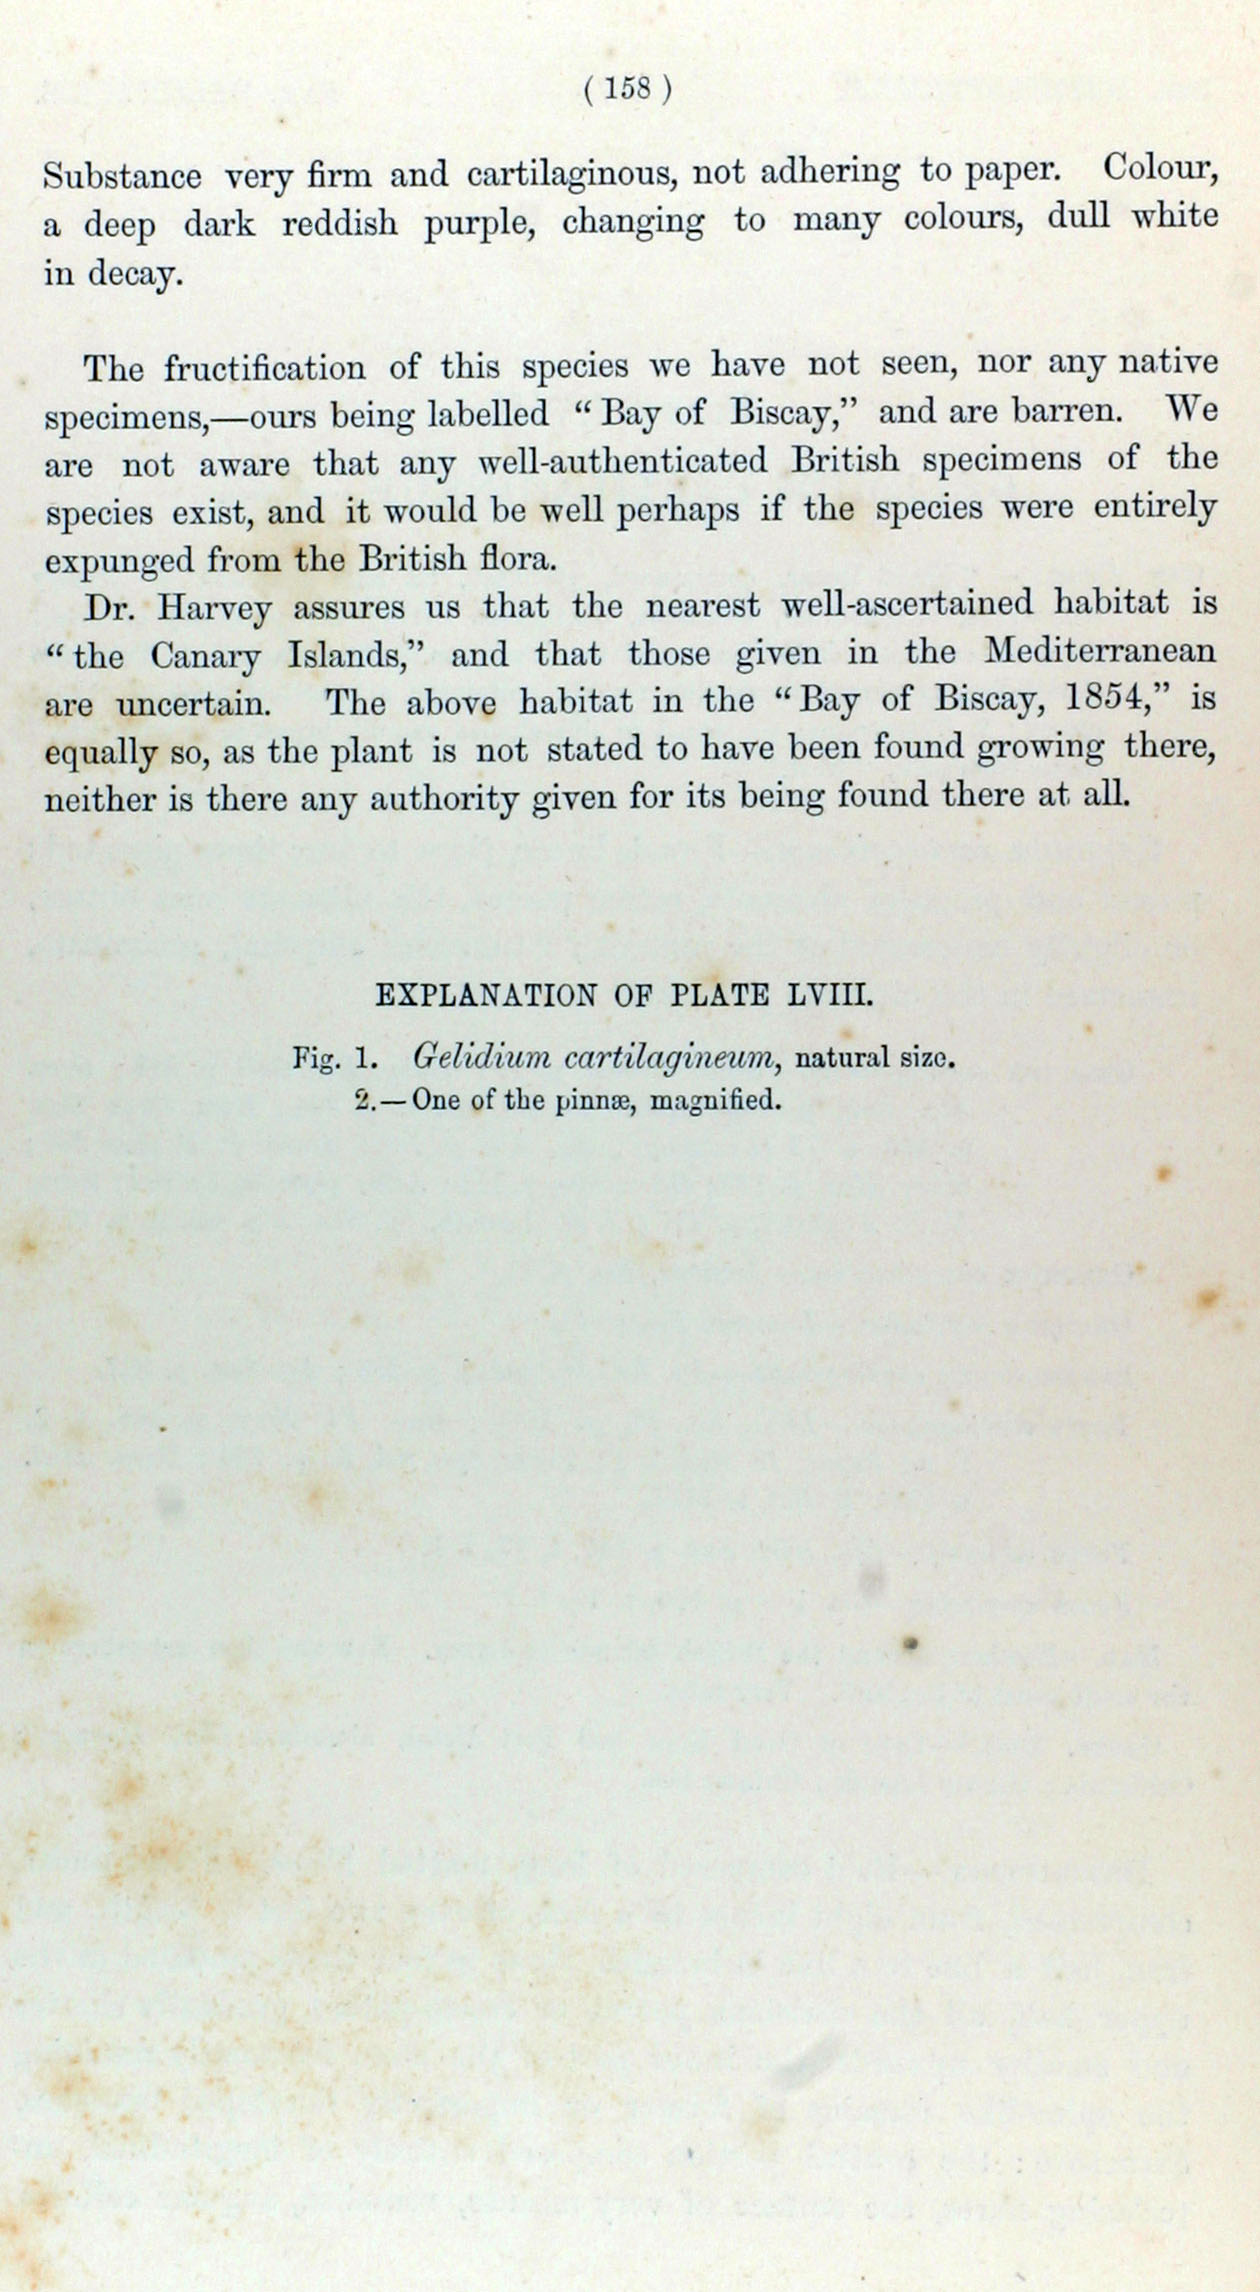 ( 158 )
Substance very firm and cartilaginous, not adhering to paper. Colour,
a deep dark reddish purple, changing to many colours, dull white
in decay.
The fructification of this species we have not seen, nor any native
specimens,—ours being labelled “ Bay of Biscay,” and are barren. We
are not aware that any well-authenticated British specimens of the
species exist, and it would be well perhaps if the species were entirely
expunged from the British flora.
Dr. Harvey assures us that the nearest well-ascertained habitat is
“ the Canary Islands,” and that those given in the Mediterranean
are uncertain. The above habitat in the “ Bay of Biscay, 1854,” is
equally so, as the plant is not stated to have been found growing there,
neither is there any authority given for its being found there at all.
EXPLANATION OF PLATE LVIII.
Fig. 1. Gelidium cartilagineum, natural size.
2.— One of the pinnæ, magnified.